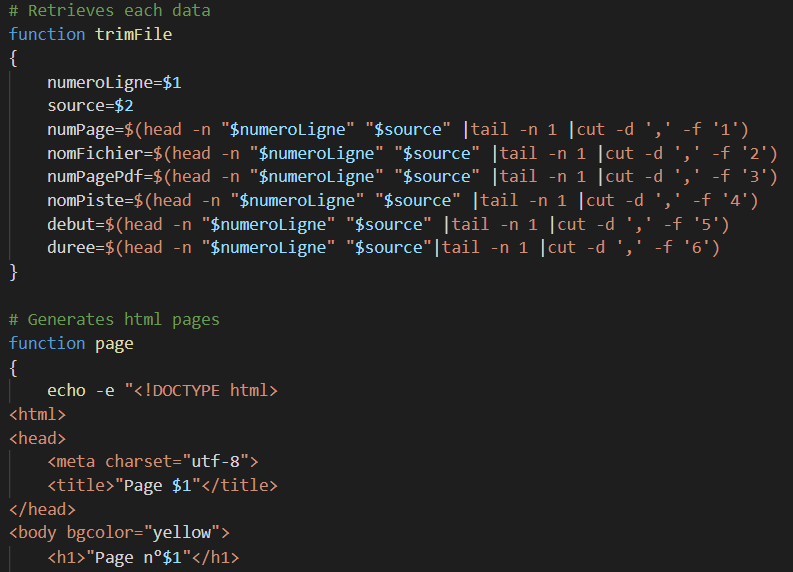 # Retrieves each data
function trimFile
{
    numeroLigne=$1
    source=$2
    numPage=$(head -n "$numeroLigne" "$source" |tail -n 1 |cut -d ',' -f '1')
    nomFichier=$(head -n "$numeroLigne" "$source" |tail -n 1 |cut -d ',' -f '2')
    numPagePdf=$(head -n "$numeroLigne" "$source" |tail -n 1 |cut -d ',' -f '3')
    nomPiste=$(head -n "$numeroLigne" "$source" |tail -n 1 |cut -d ',' -f '4')
    debut=$(head -n "$numeroLigne" "$source" |tail -n 1 |cut -d ',' -f '5')
    duree=$(head -n "$numeroLigne" "$source"|tail -n 1 |cut -d ',' -f '6')
}

# Generates html pages
function page
{
    echo -e "<!DOCTYPE html>
<html>
<head>
    <meta charset="utf-8">
    <title>"Page $1"</title>
</head>
<body bgcolor="yellow">
    <h1>"Page n°$1"</h1>